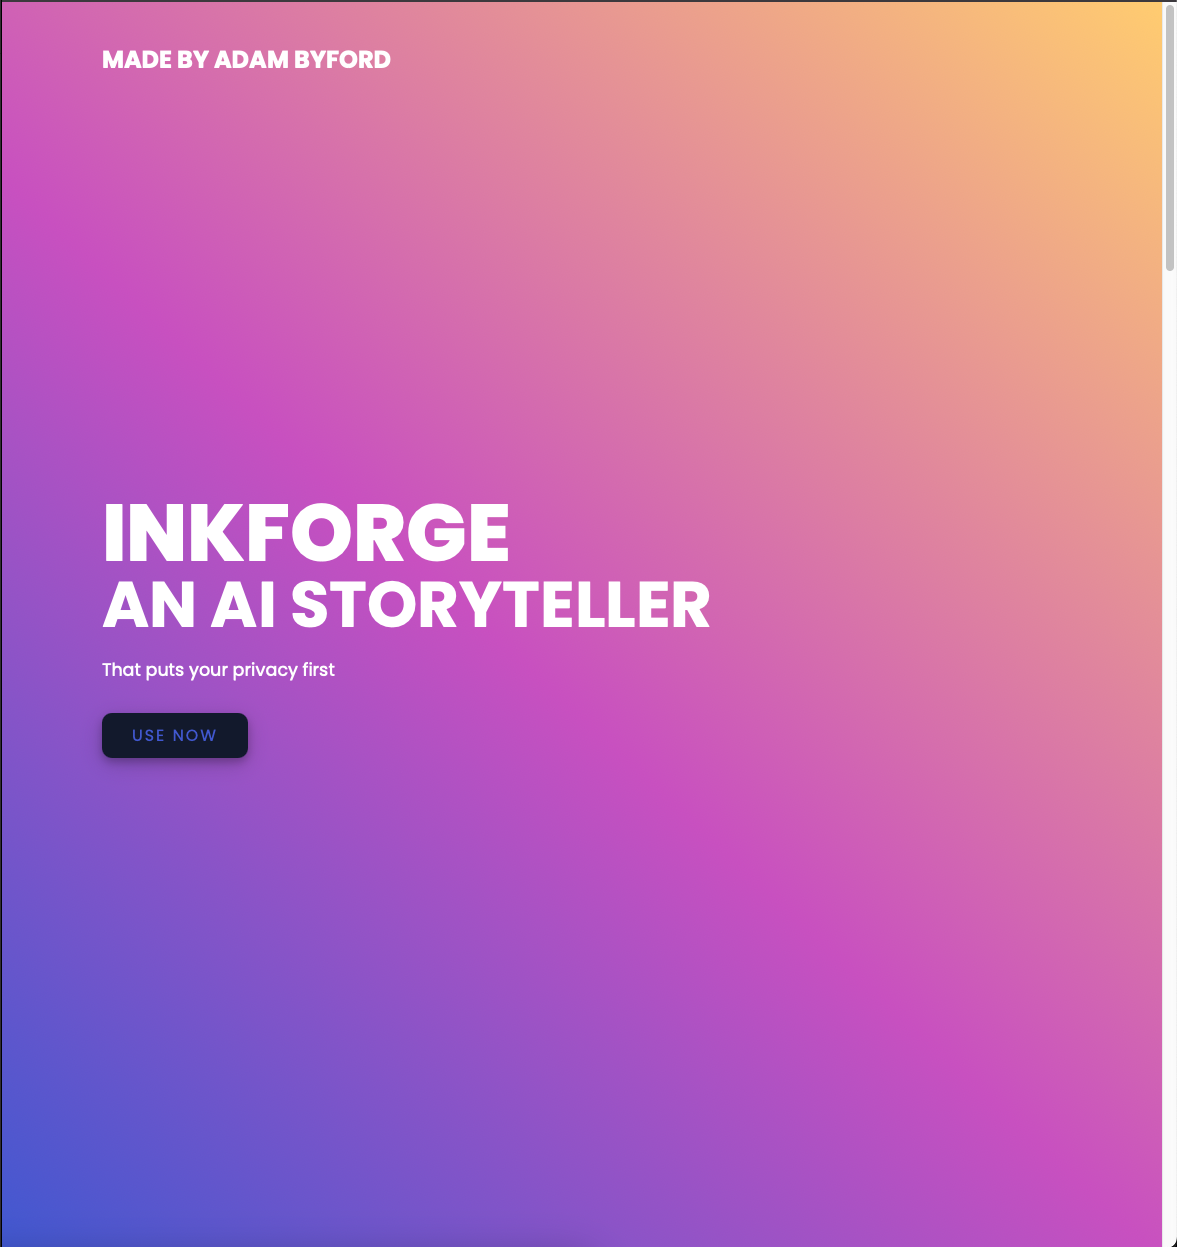 MADE BY ADAM BYFORD
INKFORGE
AN AI STORYTELLER
That puts your privacy first
USE NOW